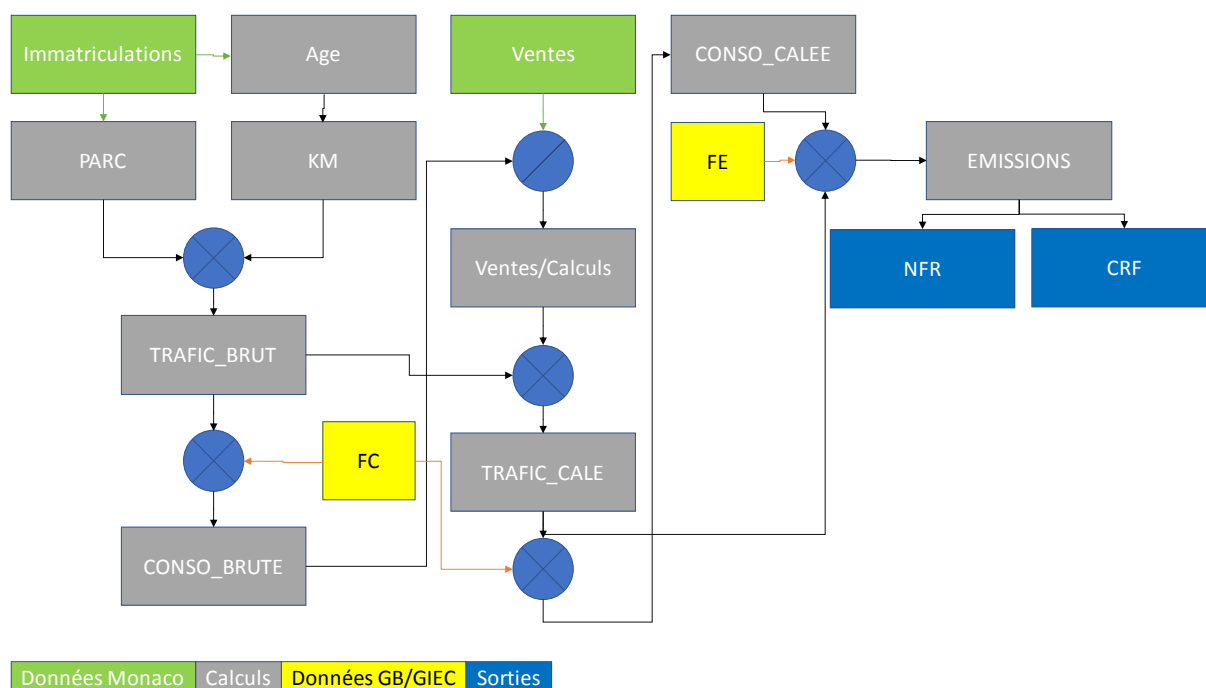 Immatriculations
Age
Ventes
CONSO_CALEE
PARC
KM
FE
EMISSIONS
Ventes/Calculs
NFR
CRF
TRAFIC_BRUT
FC
TRAFIC_CALE
CONSO_BRUTE
Données Monaco
Calculs
Données GB/GIEC
Sorties